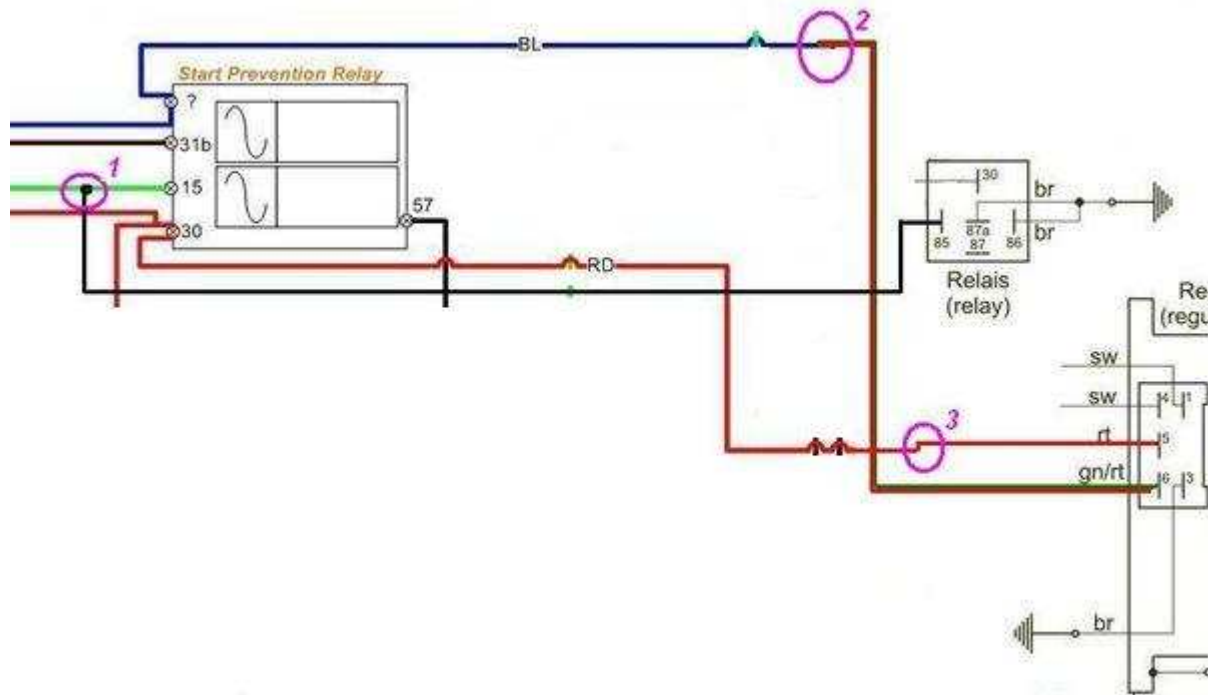 2
BL
Start Prevention Relay
?
31b
1
15
57
30
30
br
85
87a
87
86
br
RD
Relais
(relay)
Re
(regu
sw
4
1
sw
3
rt
5
gn/rt
6
3
br